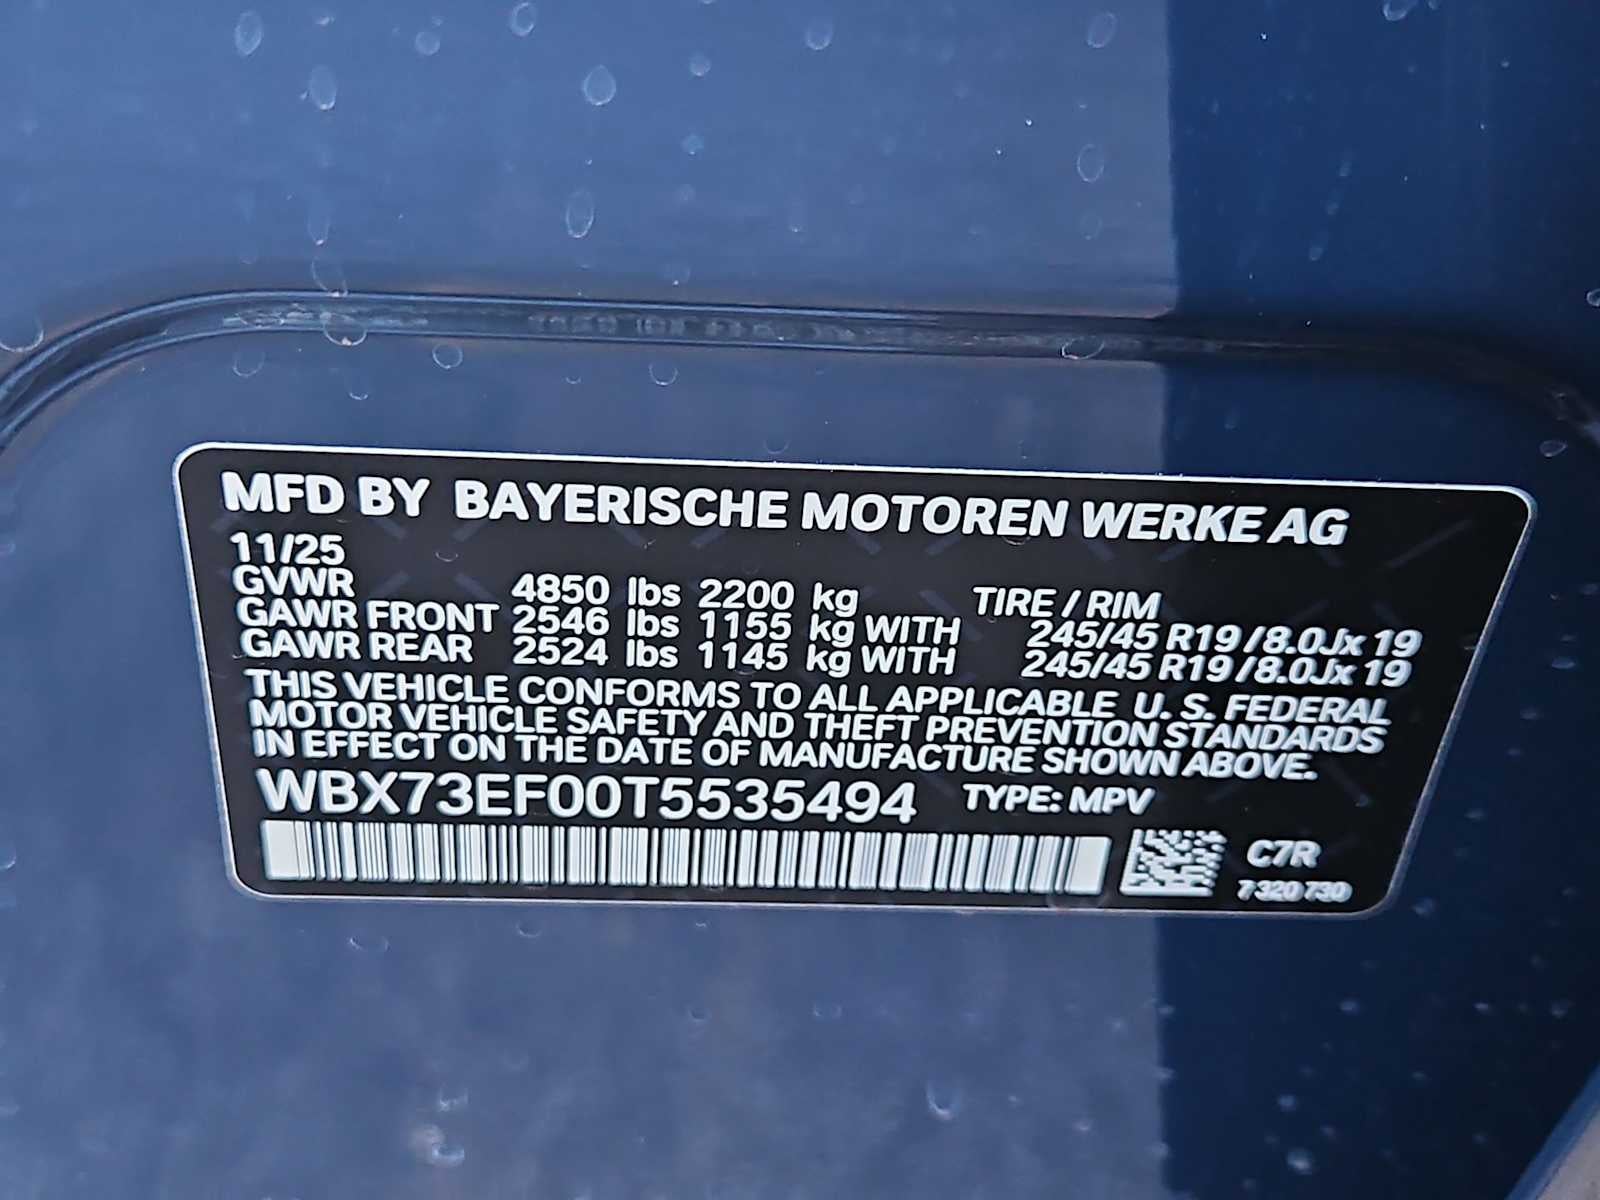 MFD BY BAYERISCHE MOTOREN WERKE AG
11/25
GVWR 4850 lbs 2200 kg TIRE / RIM
GAWR FRONT 2546 lbs 1155 kg WITH 245/45 R19 /8.0Jx 19
GAWR REAR 2524 lbs 1145 kg WITH 245/45 R19 /8.0Jx 19
THIS VEHICLE CONFORMS TO ALL APPLICABLE U. S. FEDERAL
MOTOR VEHICLE SAFETY AND THEFT PREVENTION STANDARDS
IN EFFECT ON THE DATE OF MANUFACTURE SHOWN ABOVE.
WBX73EF00T5535494 TYPE: MPV
C7R
7 320 730